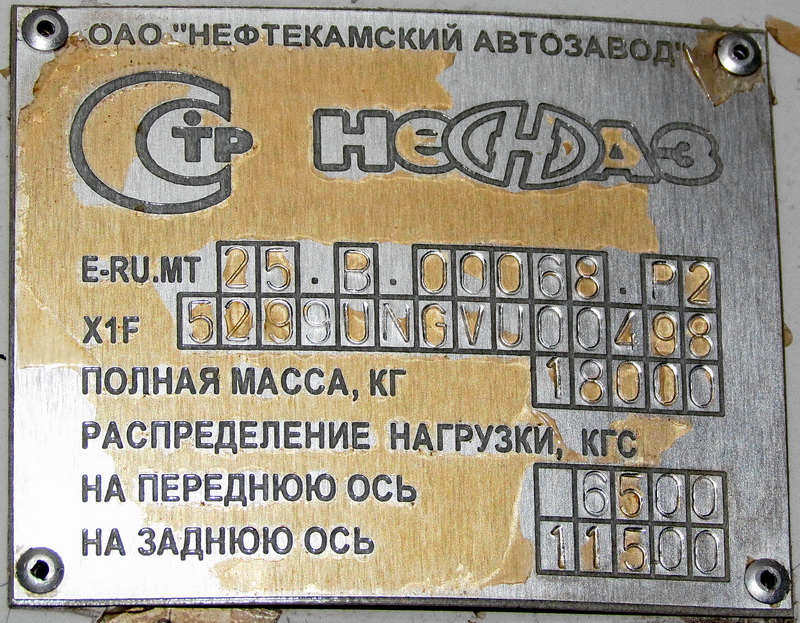 ОАО "НЕФТЕКАМСКИЙ АВТОЗАВОД"
СТР НЕФАЗ
E-RU.MT 25.В.00068.Р2
X1F 5299UNGVU00498
ПОЛНАЯ МАССА, КГ 18000
РАСПРЕДЕЛЕНИЕ НАГРУЗКИ, КГС
НА ПЕРЕДНЮЮ ОСЬ 6500
НА ЗАДНЮЮ ОСЬ 11500